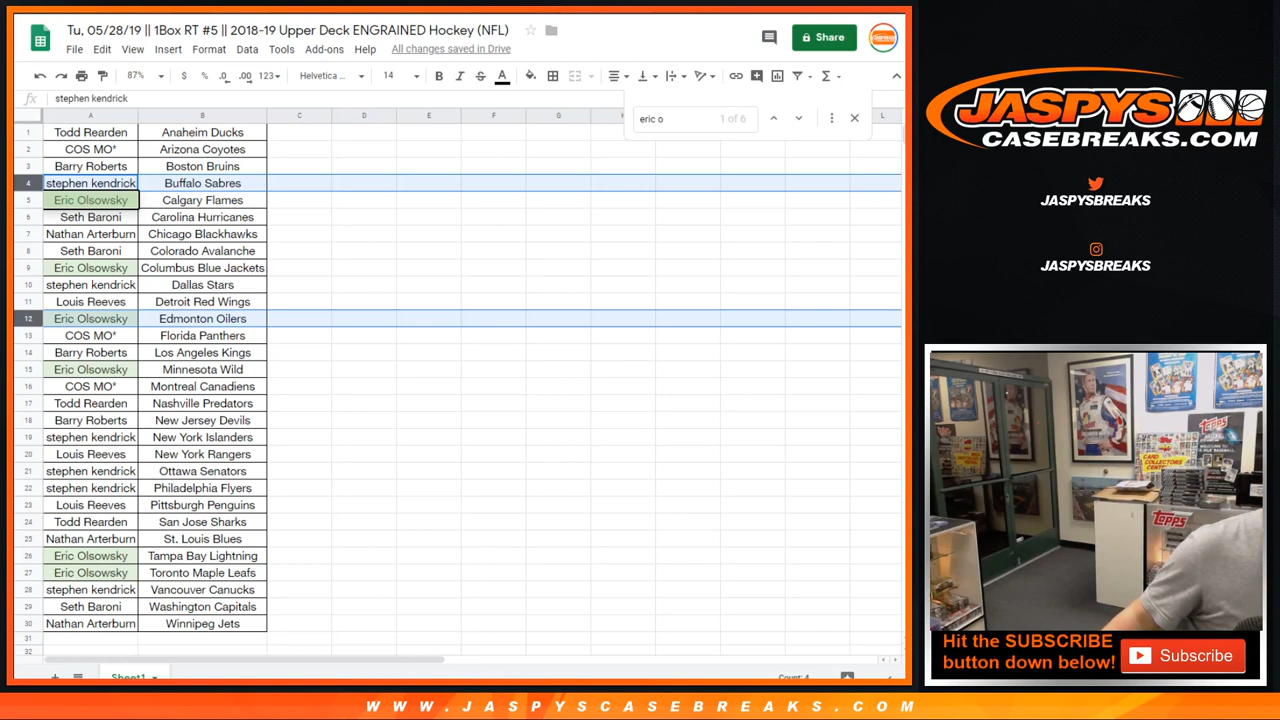 Tu, 05/28/19 || 1Box RT #5 || 2018-19 Upper Deck ENGRAINED Hockey (NFL)
File Edit View Insert Format Data Tools Add-ons Help All changes saved in Drive
Share
87% $ % .0 .00 123 Helvetica ... 14 B I S A
fx stephen kendrick
eric o 1 of 6
A B C D E F G H L
1 Todd Rearden Anaheim Ducks
2 COS MO* Arizona Coyotes
3 Barry Roberts Boston Bruins
4 stephen kendrick Buffalo Sabres
5 Eric Olsowsky Calgary Flames
6 Seth Baroni Carolina Hurricanes
7 Nathan Arterburn Chicago Blackhawks
8 Seth Baroni Colorado Avalanche
9 Eric Olsowsky Columbus Blue Jackets
10 stephen kendrick Dallas Stars
11 Louis Reeves Detroit Red Wings
12 Eric Olsowsky Edmonton Oilers
13 COS MO* Florida Panthers
14 Barry Roberts Los Angeles Kings
15 Eric Olsowsky Minnesota Wild
16 COS MO* Montreal Canadiens
17 Todd Rearden Nashville Predators
18 Barry Roberts New Jersey Devils
19 stephen kendrick New York Islanders
20 Louis Reeves New York Rangers
21 stephen kendrick Ottawa Senators
22 stephen kendrick Philadelphia Flyers
23 Louis Reeves Pittsburgh Penguins
24 Todd Rearden San Jose Sharks
25 Nathan Arterburn St. Louis Blues
26 Eric Olsowsky Tampa Bay Lightning
27 Eric Olsowsky Toronto Maple Leafs
28 stephen kendrick Vancouver Canucks
29 Seth Baroni Washington Capitals
30 Nathan Arterburn Winnipeg Jets
31
32
Sheet1 Count: 4
JASPYS
CASEBREAKS.COM
JASPYSBREAKS
JASPYSBREAKS
topps
CARD
COLLECTORS
CENTER
topps
Hit the SUBSCRIBE
button down below!
Subscribe
WWW.JASPYSCASEBREAKS.COM